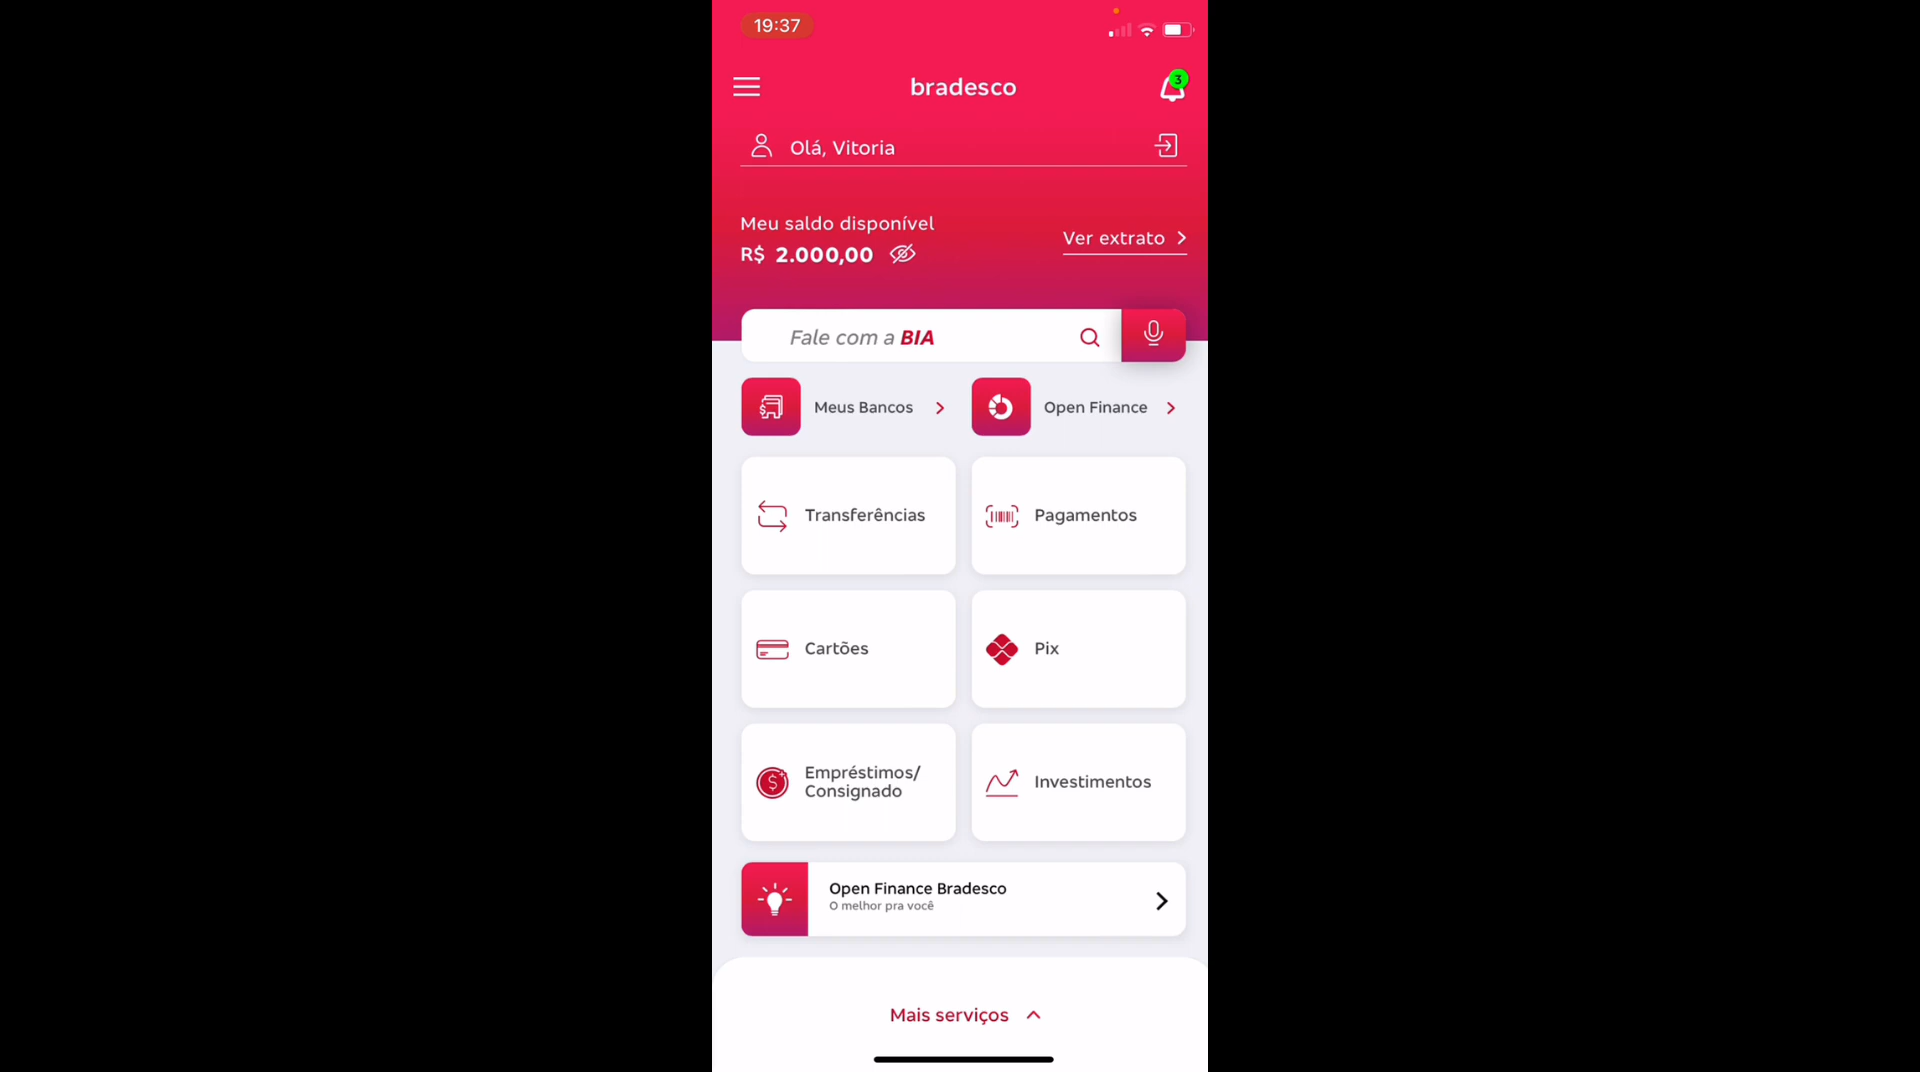 19:37
bradesco
3
Olá, Vitoria
Meu saldo disponível
R$ 2.000,00
Ver extrato
Fale com a BIA
Meus Bancos
Open Finance
Transferências
Pagamentos
Cartões
Pix
Empréstimos/
Consignado
Investimentos
Open Finance Bradesco
O melhor pra você
Mais serviços